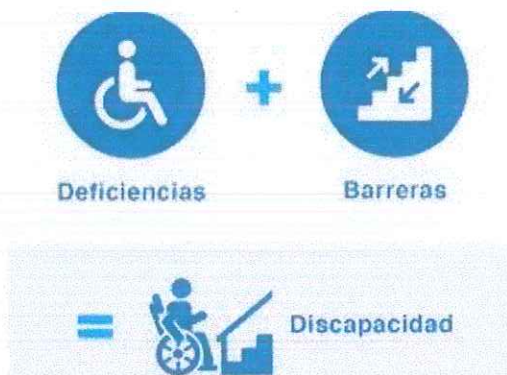 +
Deficiencias
Barreras
= Discapacidad